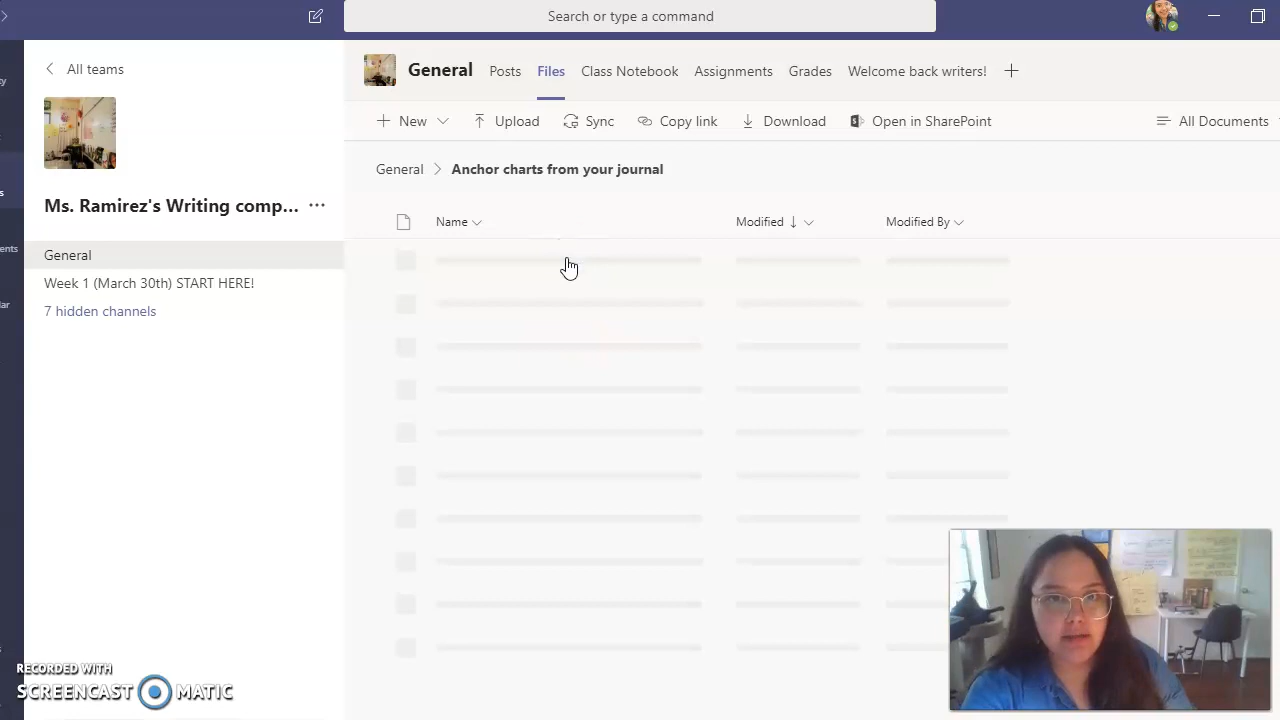 Search or type a command
All teams
General Posts Files Class Notebook Assignments Grades Welcome back writers!
New Upload Sync Copy link Download Open in SharePoint All Documents
General > Anchor charts from your journal
Ms. Ramirez's Writing comp...
Name Modified Modified By
General
Week 1 (March 30th) START HERE!
7 hidden channels
RECORDED WITH
SCREENCAST MATIC